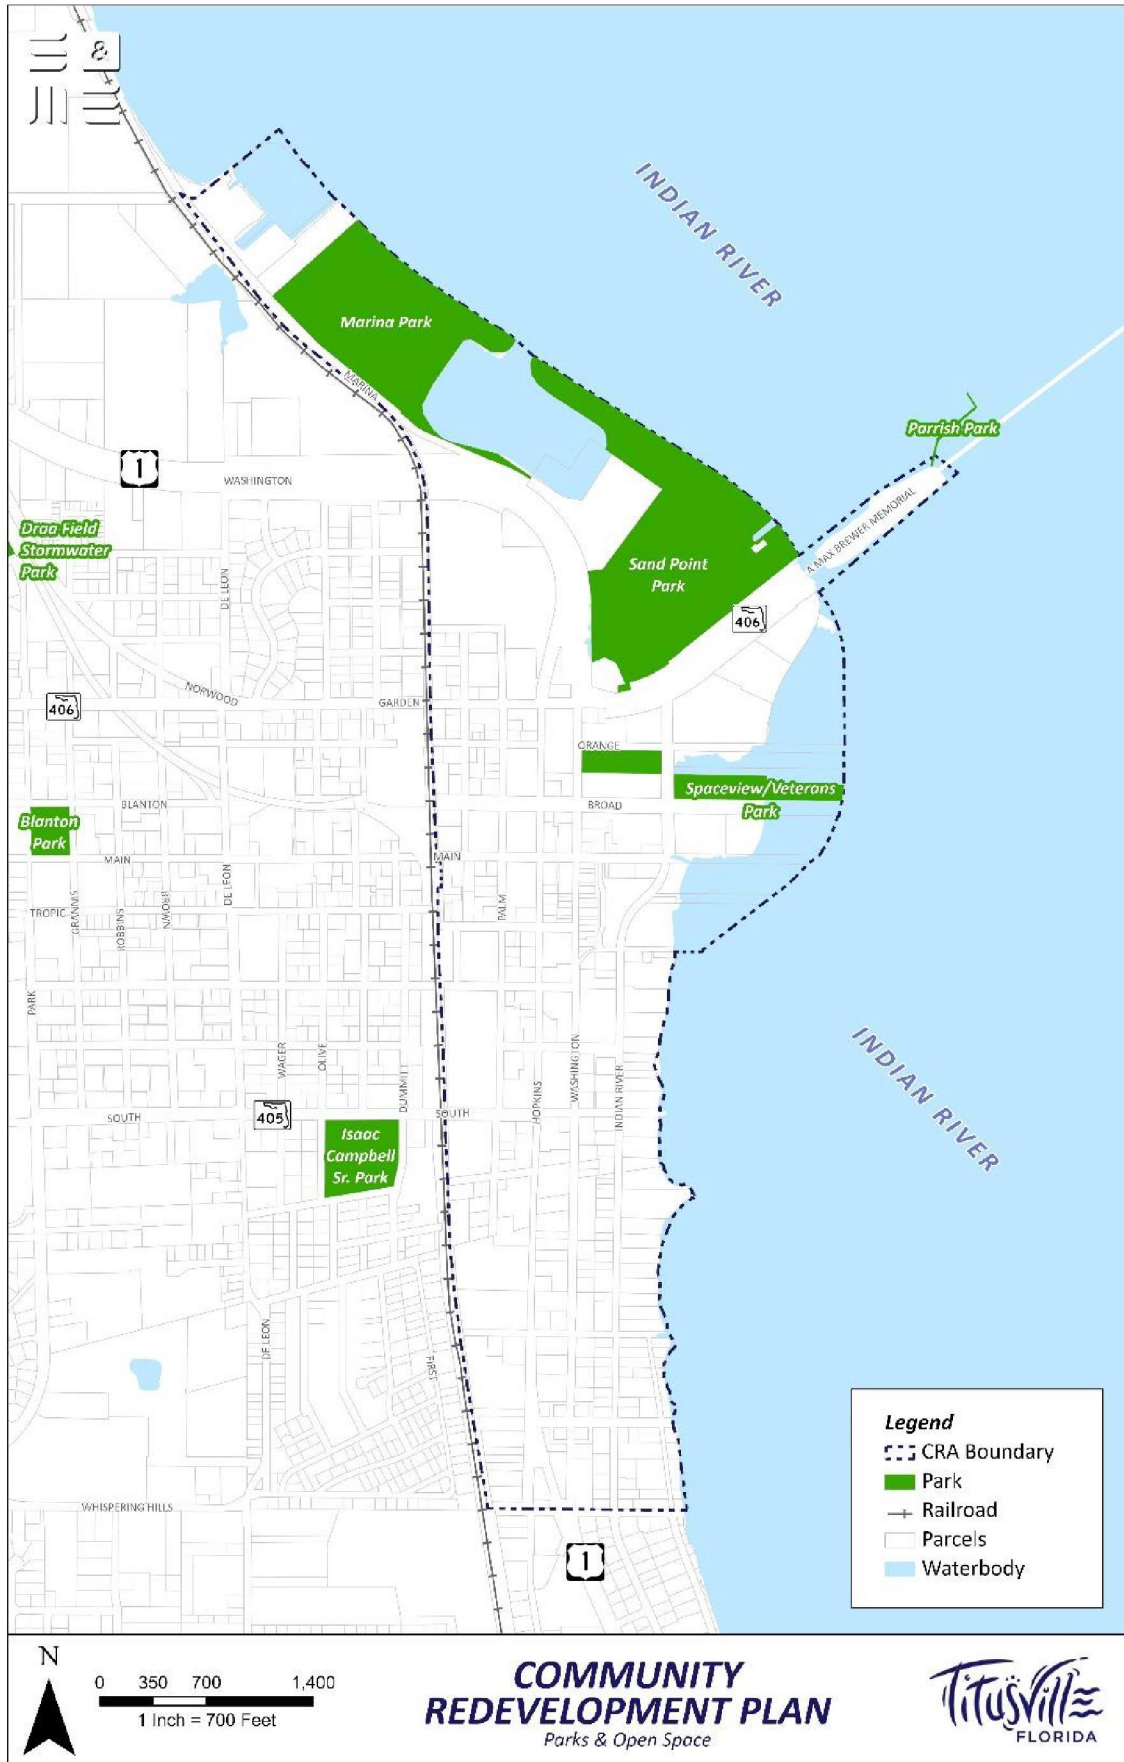 &
INDIAN RIVER
Marina Park
MARINA
Parrish Park
1
WASHINGTON
A MAX BREWER MEMORIAL
Draa Field
Stormwater
Park
Sand Point
Park
DE LEON
406
NORWOOD
GARDEN
406
ORANGE
Spaceview/Veterans
Park
BLANTON
BROAD
Blanton
Park
MAIN
MAIN
DE LEON
TROPIC
GRANNIS
ROBBINS
BROWN
PALM
PARK
INDIAN RIVER
WAGER
OLIVE
DUMMIT
HOPKINS
WASHINGTON
INDIAN RIVER
SOUTH
405
SOUTH
Isaac
Campbell
Sr. Park
DE LEON
FIRST
WHISPERING HILLS
1
Legend
CRA Boundary
Park
Railroad
Parcels
Waterbody
N
0 350 700 1,400
1 Inch = 700 Feet
COMMUNITY
REDEVELOPMENT PLAN
Parks & Open Space
Titusville
FLORIDA